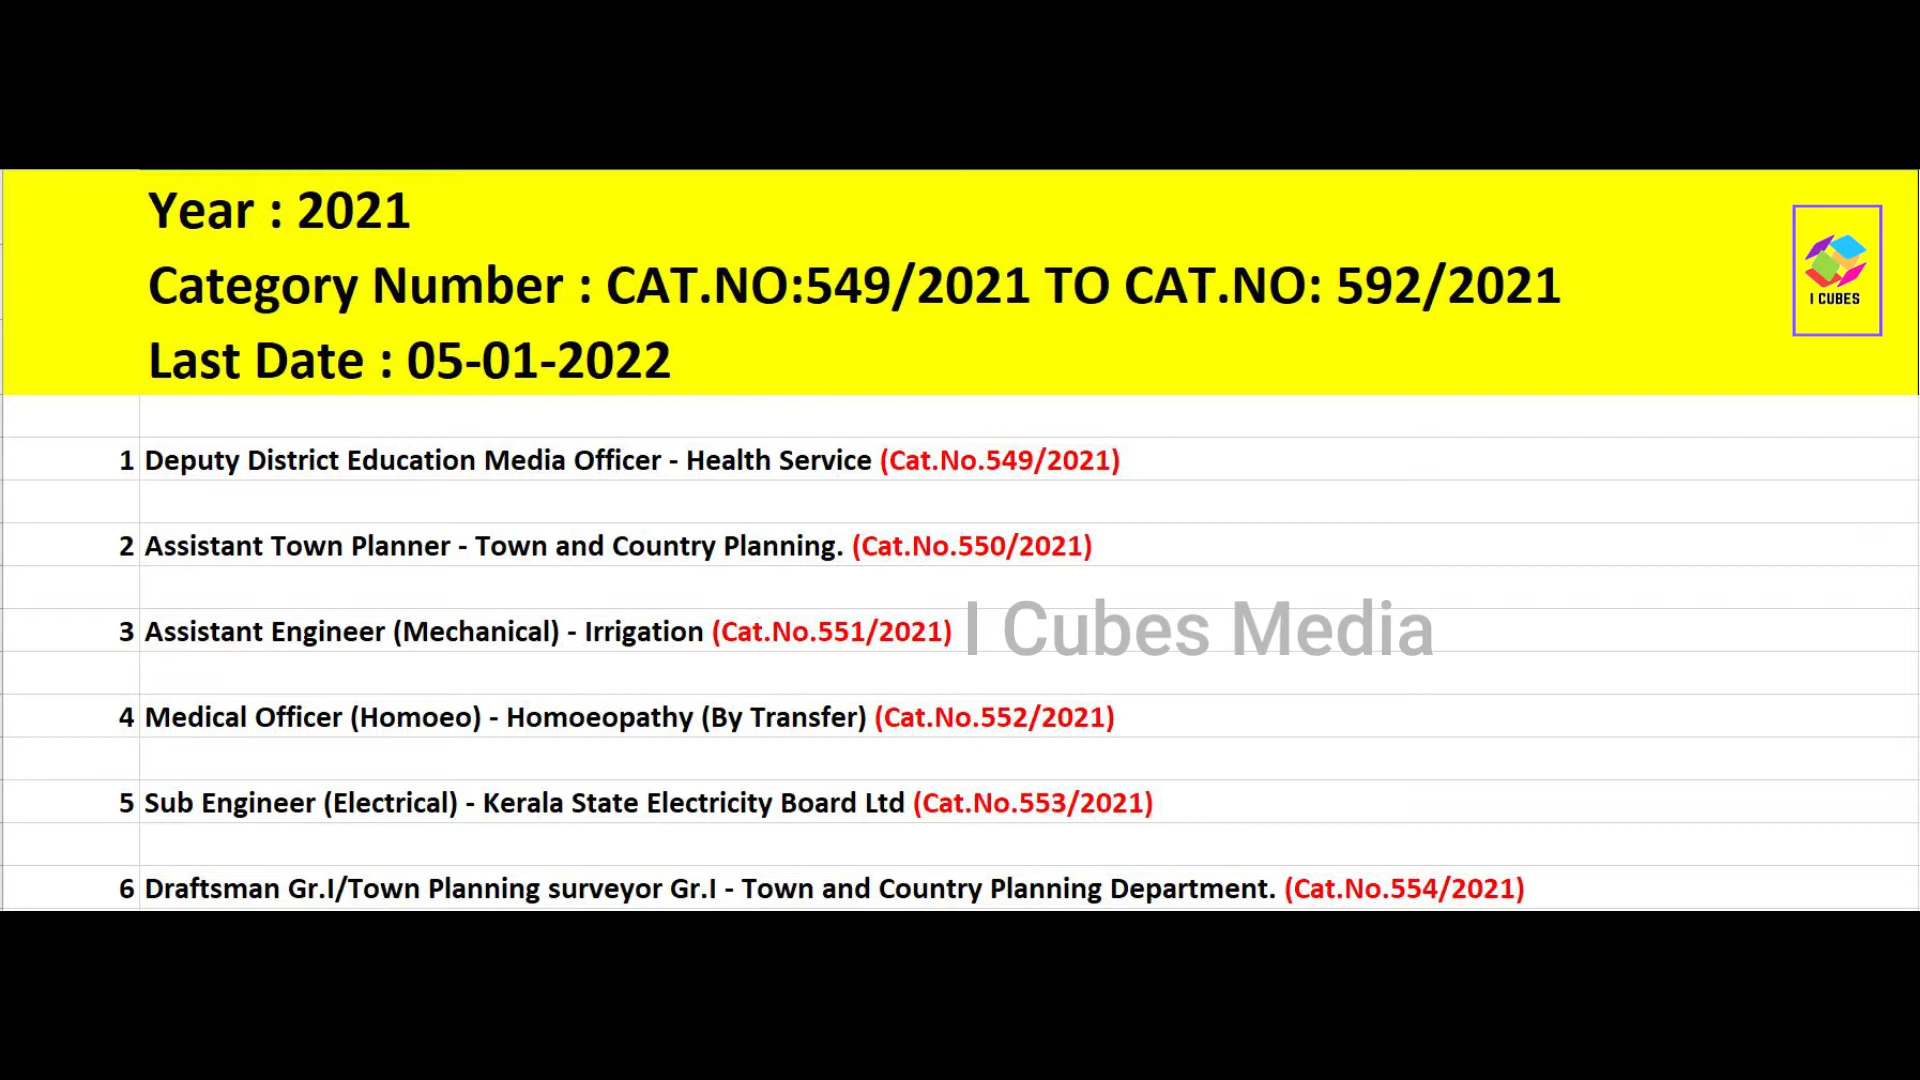 Year : 2021
Category Number : CAT.NO:549/2021 TO CAT.NO: 592/2021
Last Date : 05-01-2022
I CUBES
1 Deputy District Education Media Officer - Health Service (Cat.No.549/2021)
2 Assistant Town Planner - Town and Country Planning. (Cat.No.550/2021)
3 Assistant Engineer (Mechanical) - Irrigation (Cat.No.551/2021)
I Cubes Media
4 Medical Officer (Homoeo) - Homoeopathy (By Transfer) (Cat.No.552/2021)
5 Sub Engineer (Electrical) - Kerala State Electricity Board Ltd (Cat.No.553/2021)
6 Draftsman Gr.I/Town Planning surveyor Gr.I - Town and Country Planning Department. (Cat.No.554/2021)